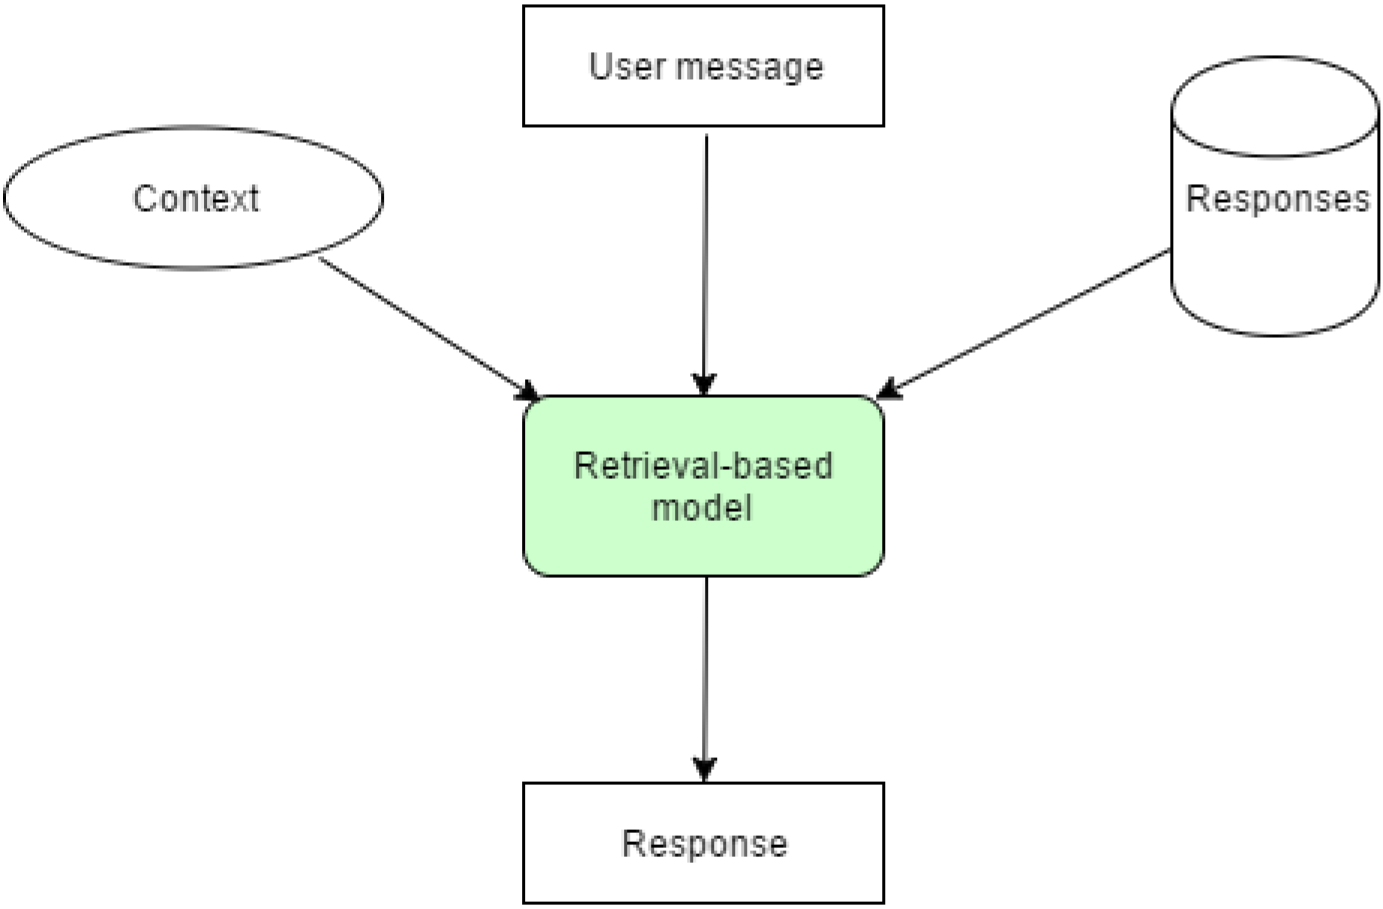 User message
Context
Responses
Retrieval-based
model
Response